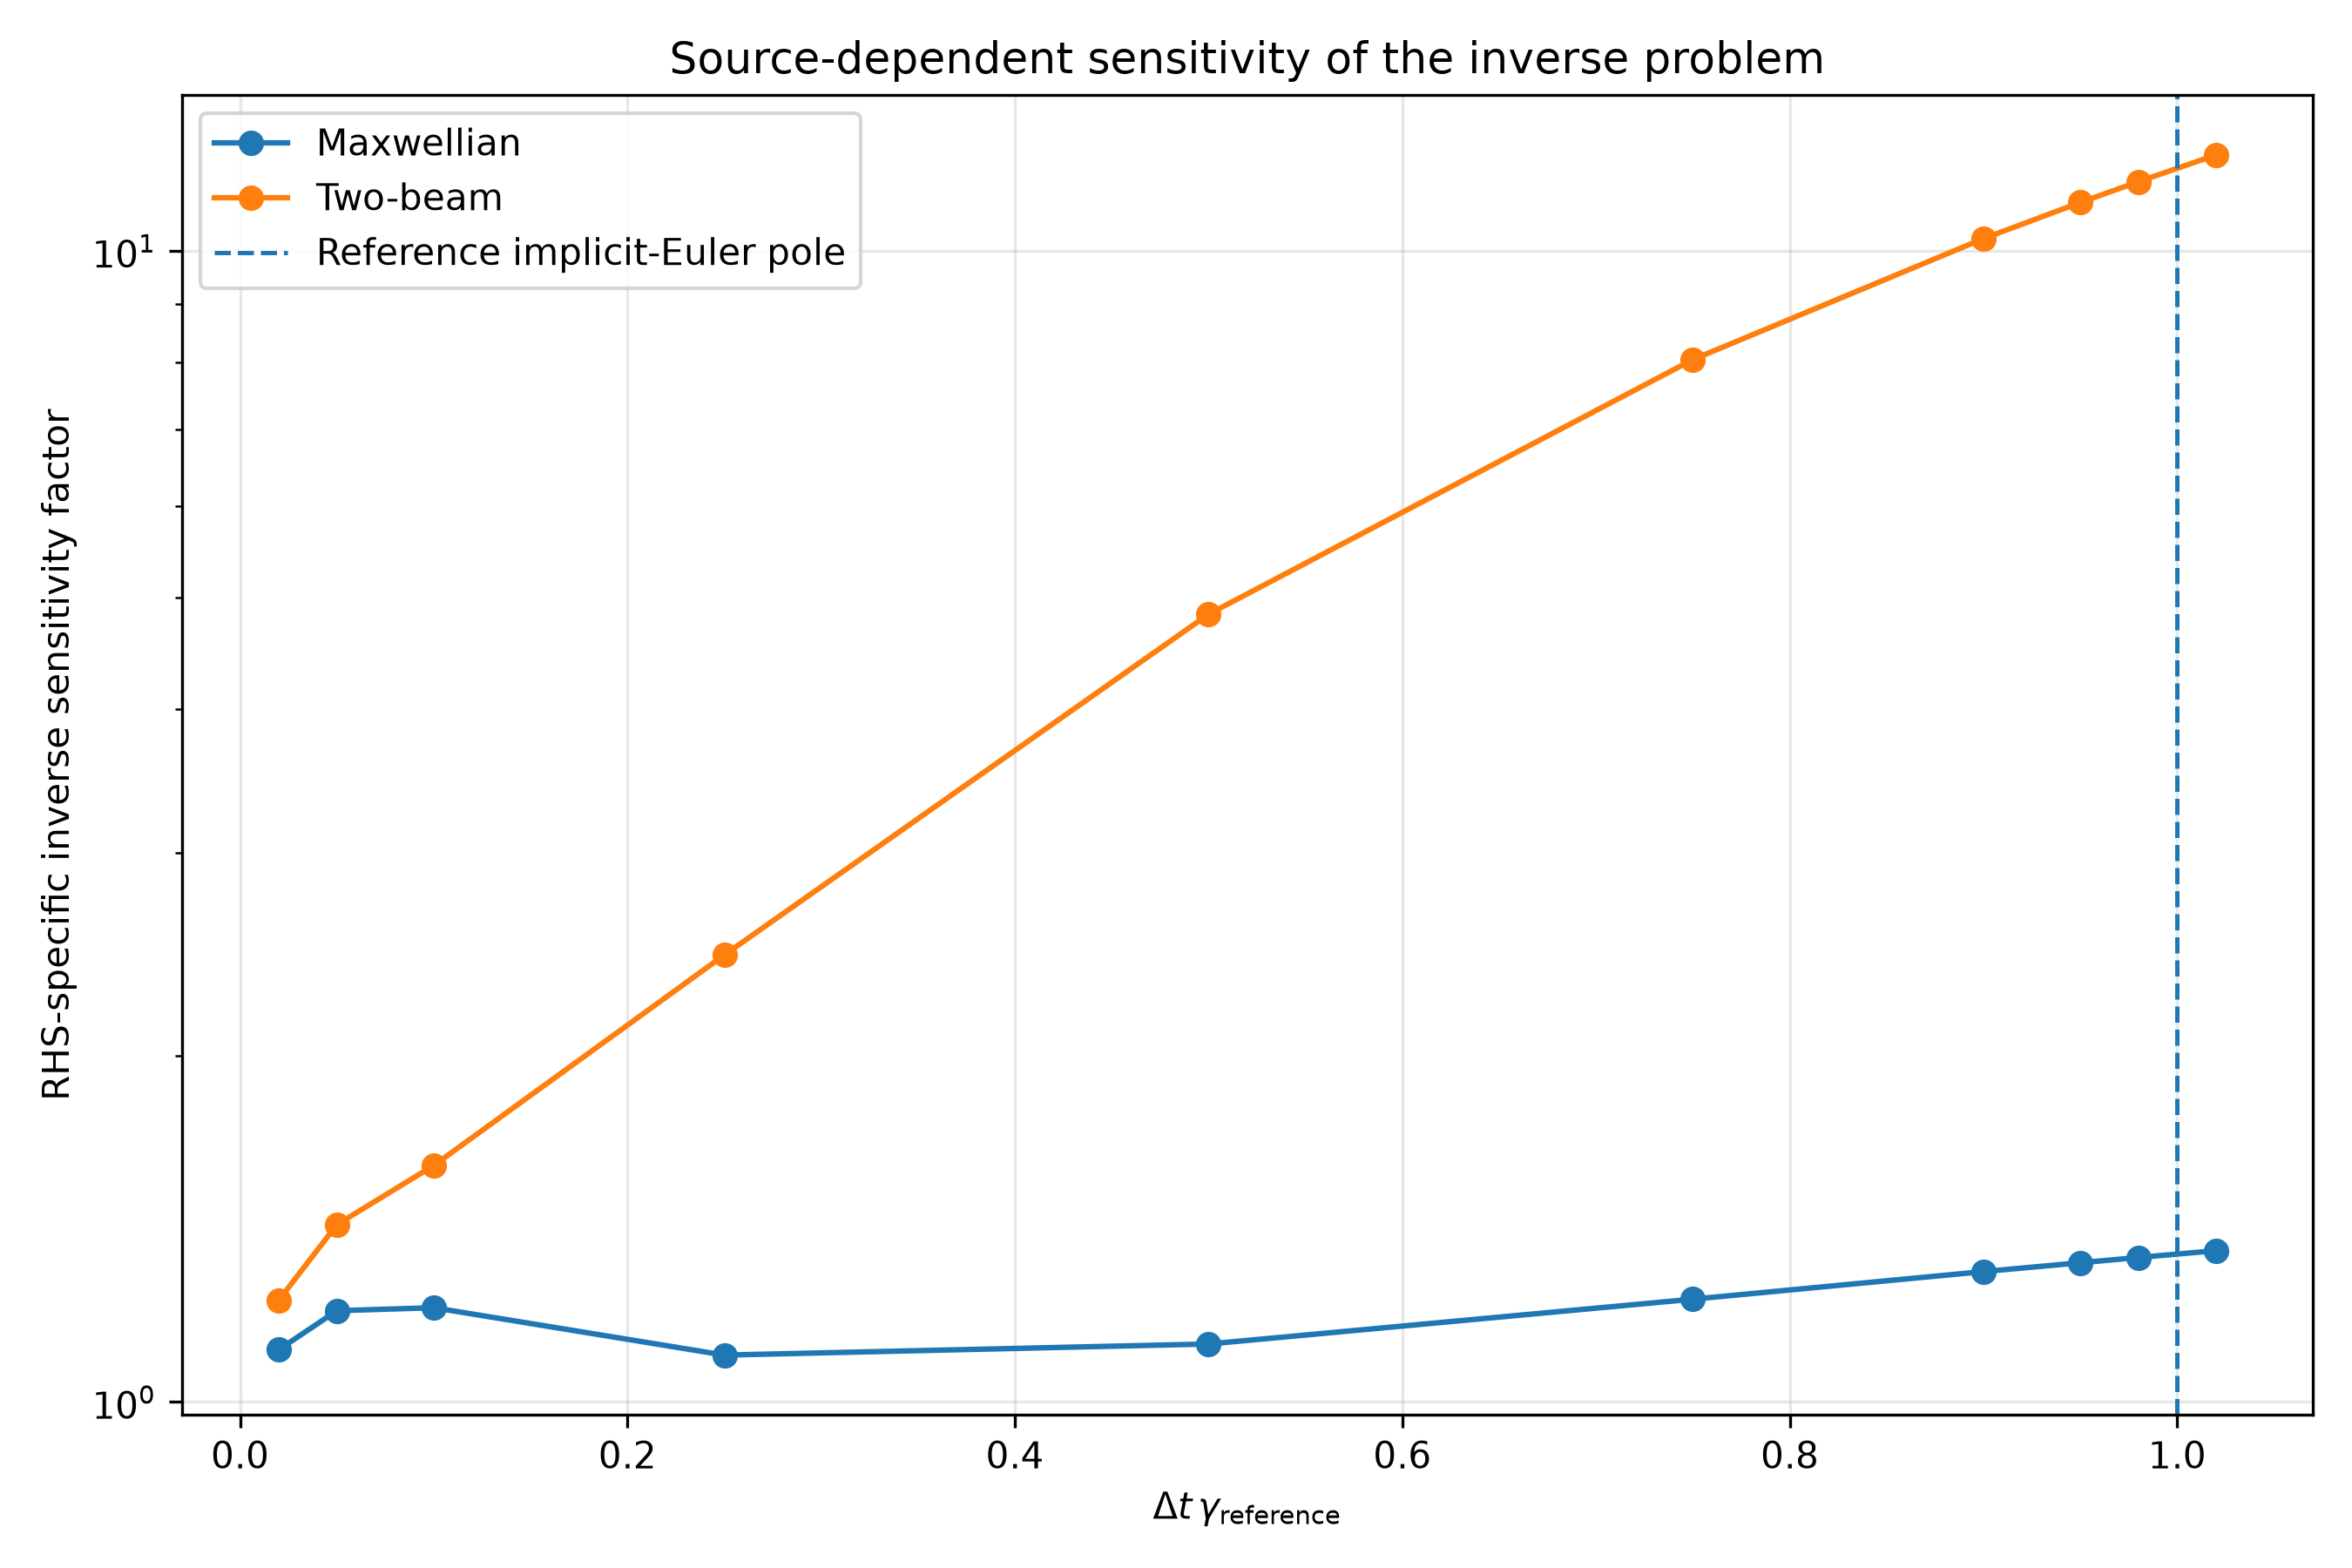 Source-dependent sensitivity of the inverse problem
Maxwellian
Two-beam
Reference implicit-Euler pole
RHS-specific inverse sensitivity factor
10¹
10⁰
0.0 0.2 0.4 0.6 0.8 1.0
Δt γreference